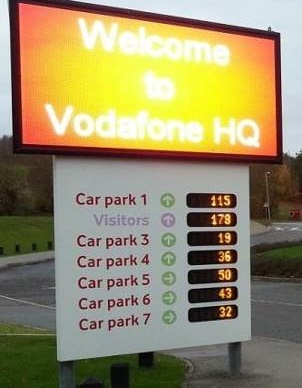 Welcome
to
Vodafone HQ
Car park 1 ↑ 115
Visitors ↑ 178
Car park 3 ↑ 19
Car park 4 ↑ 36
Car park 5 → 50
Car park 6 → 43
Car park 7 → 32